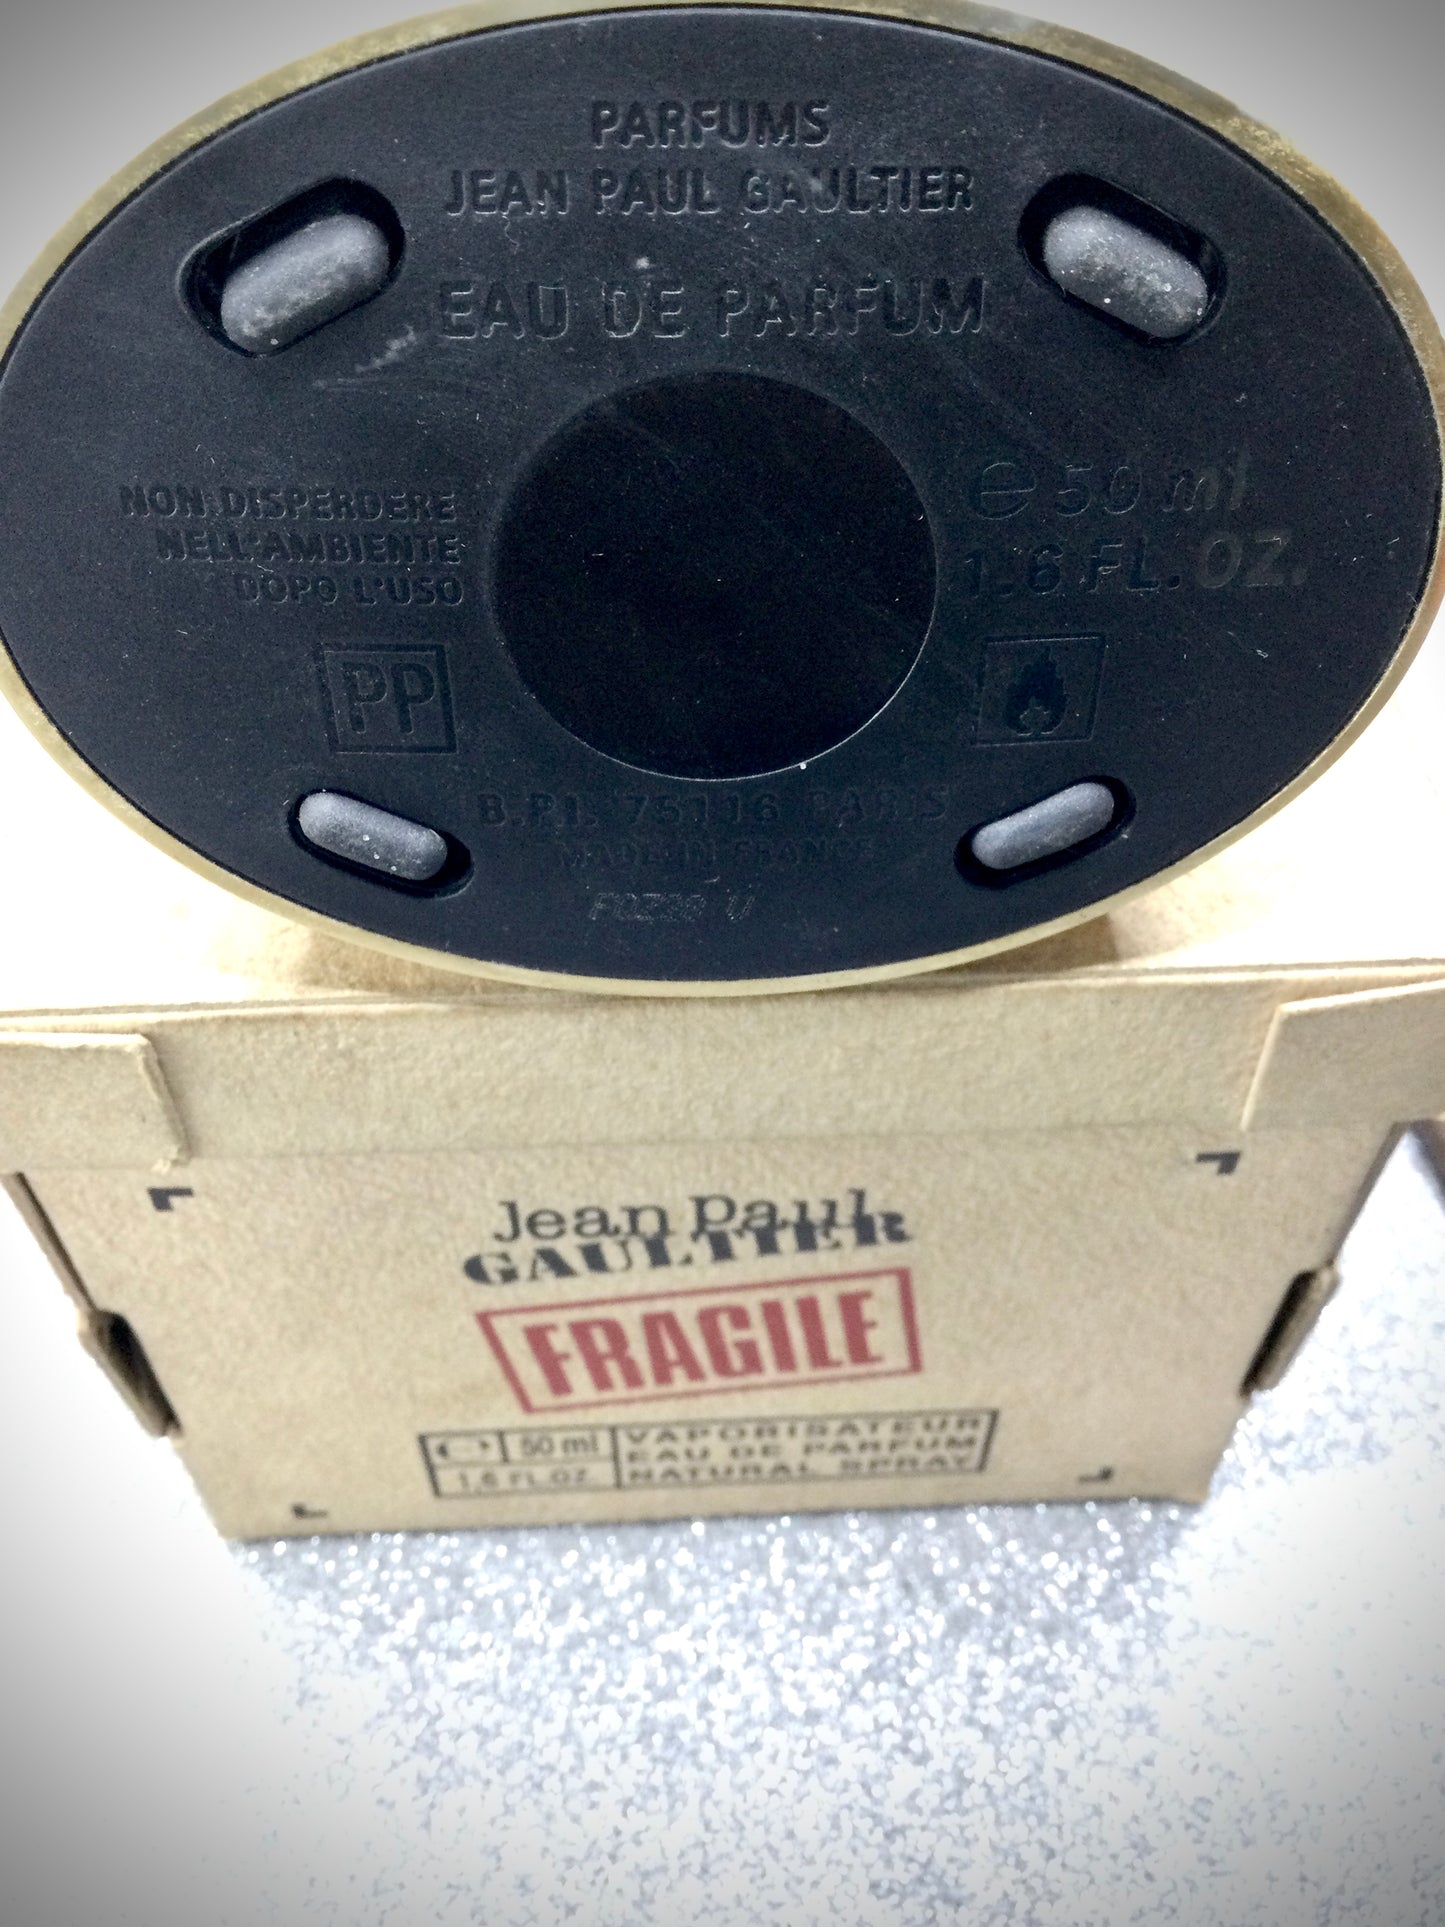 PARFUMS
JEAN PAUL GAULTIER
EAU DE PARFUM
NON DISPERDERE
NELL'AMBIENTE
DOPO L'USO
PP
e 50 ml
1.6 FL. OZ.
B.P.I. 75116 PARIS
MADE IN FRANCE
Jean Paul
GAULTIER
FRAGILE
50 ml
1,6 FL.OZ
VAPORISATEUR
EAU DE PARFUM
NATURAL SPRAY